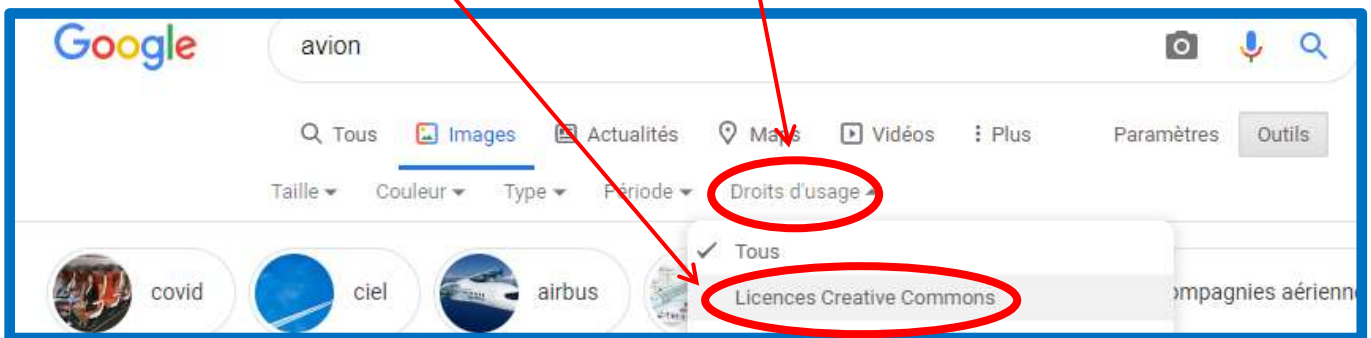 Google avion
Tous Images Actualités Maps Vidéos Plus Paramètres Outils
Taille Couleur Type Période Droits d'usage
Tous
covid ciel airbus Licences Creative Commons ompagnies aérienn